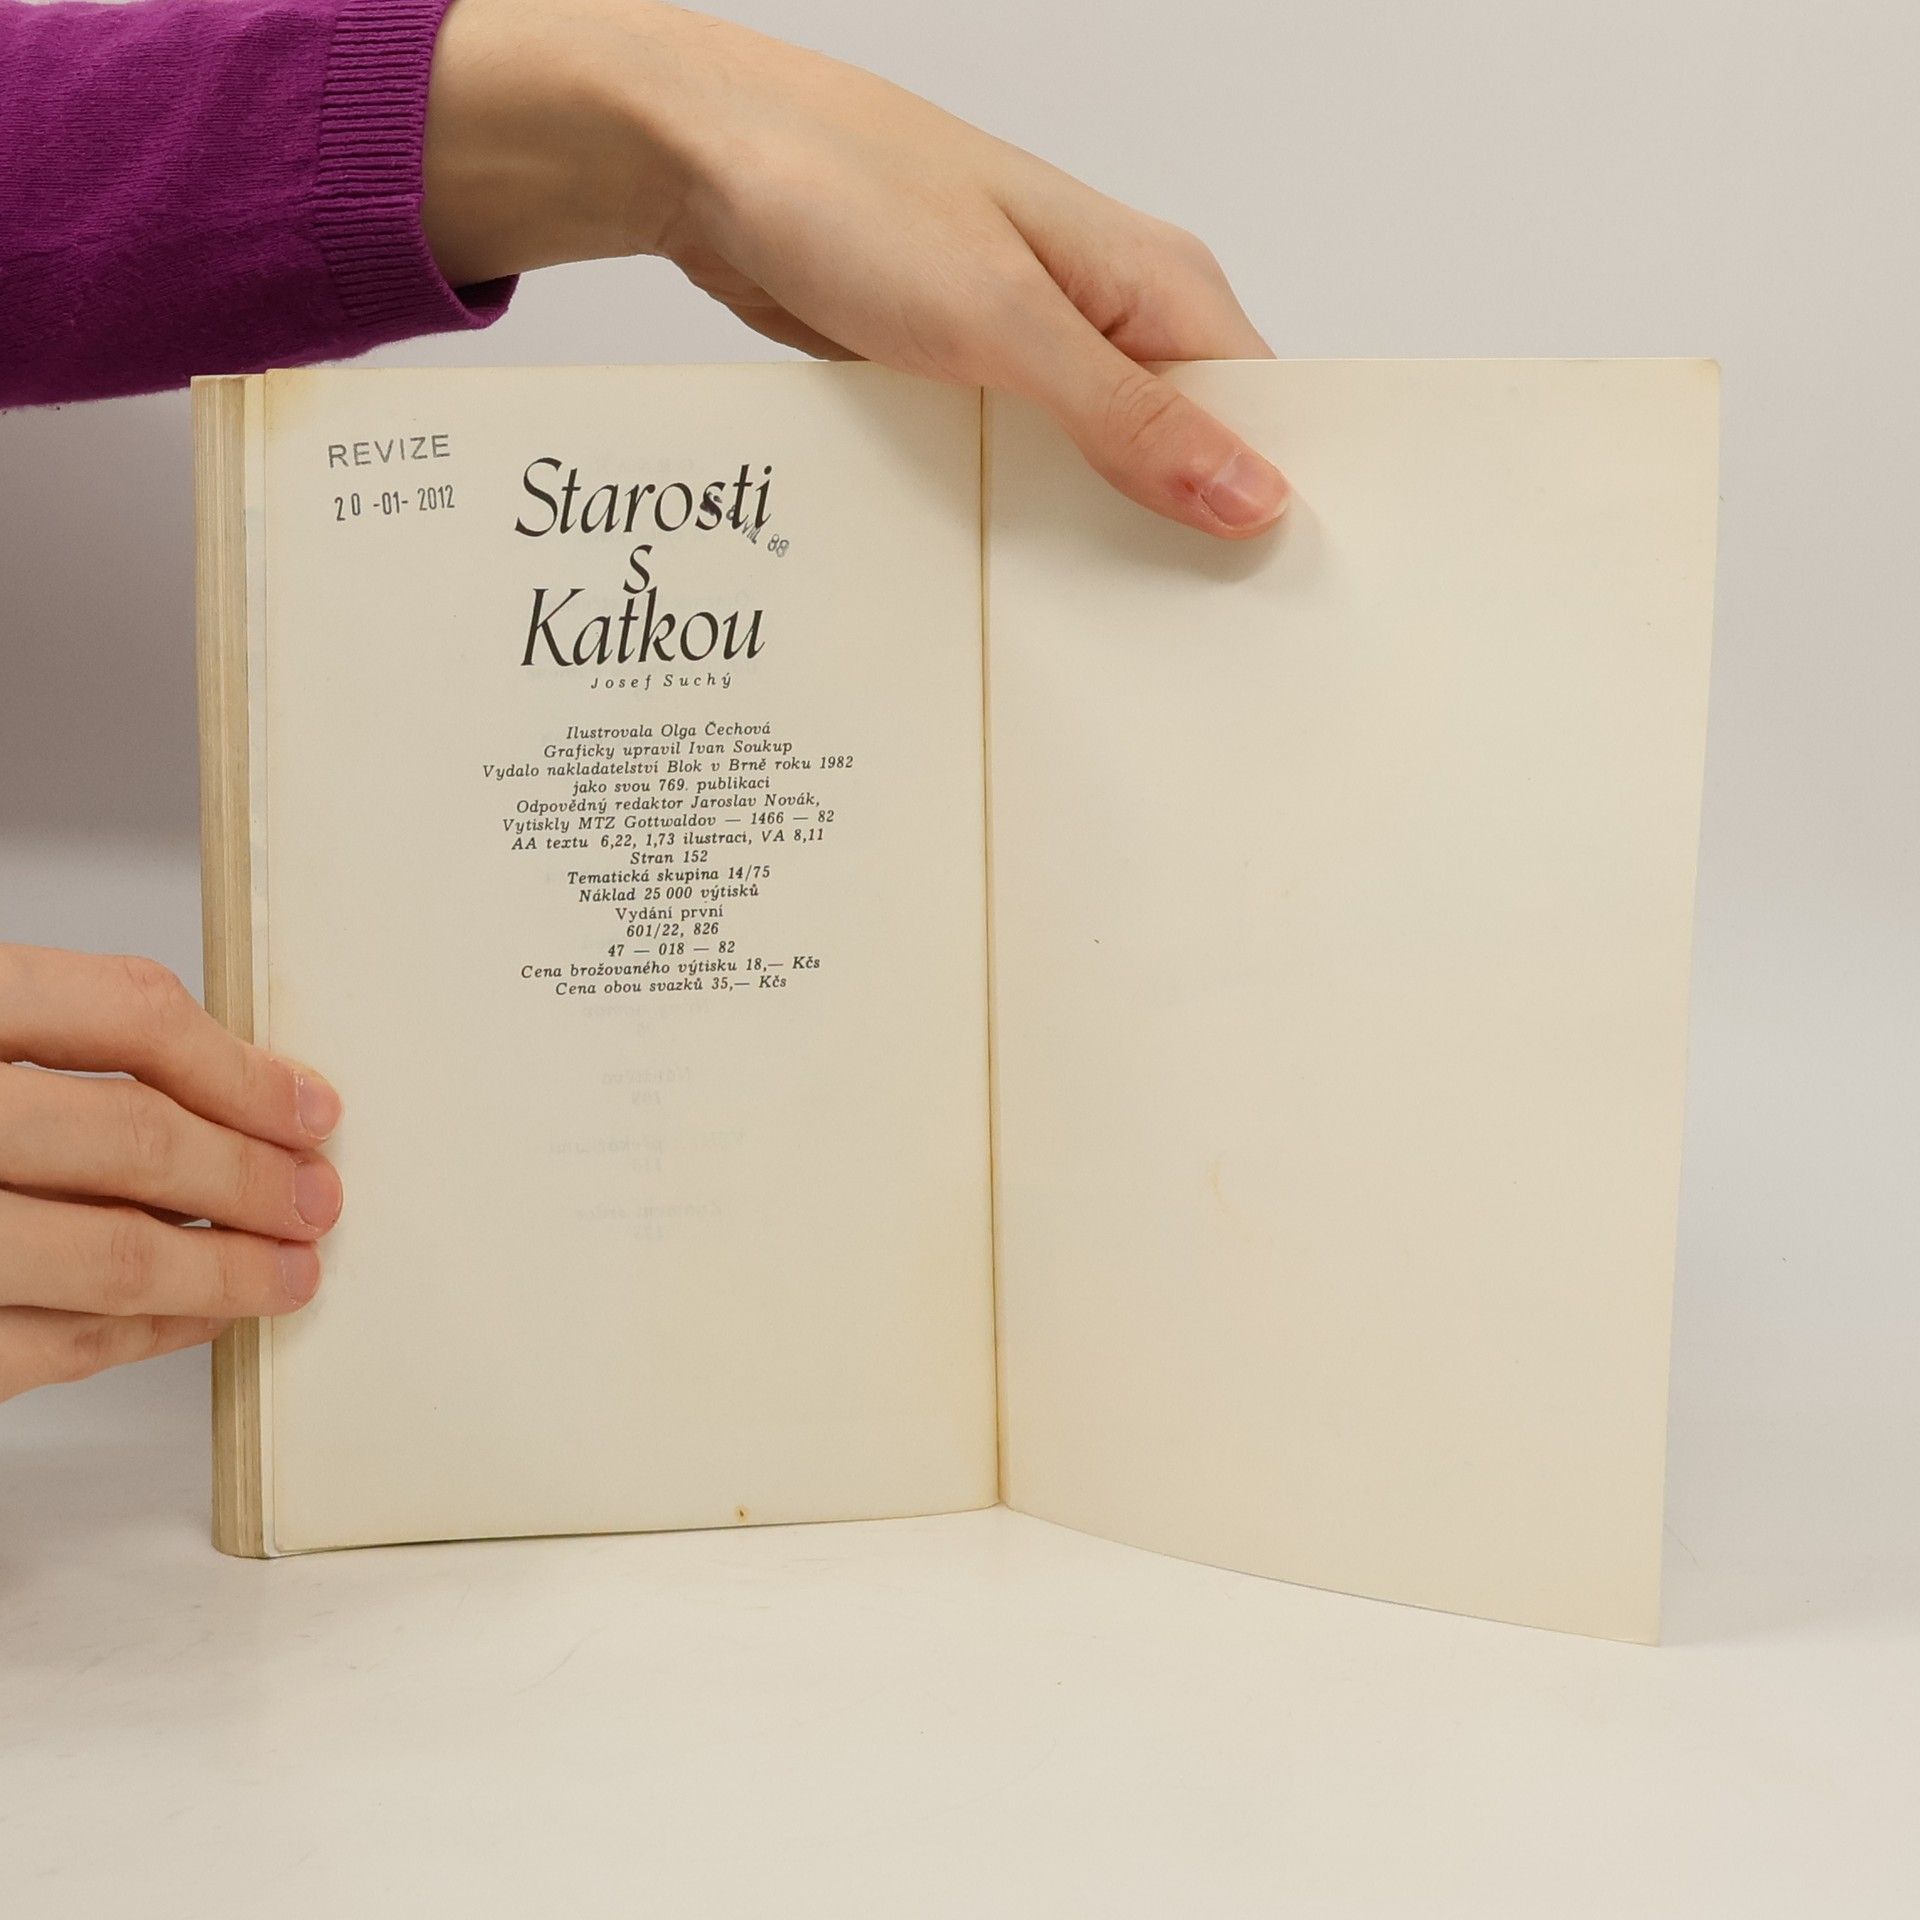 REVIZE
20 -01- 2012
Starosti
s
Katkou
VIII. 88
Josef Suchý
Ilustrovala Olga Čechová
Graficky upravil Ivan Soukup
Vydalo nakladatelství Blok v Brně roku 1982
jako svou 769. publikaci
Odpovědný redaktor Jaroslav Novák,
Vytiskly MTZ Gottwaldov — 1466 — 82
AA textu 6,22, 1,73 ilustraci, VA 8,11
Stran 152
Tematická skupina 14/75
Náklad 25 000 výtisků
Vydání první
601/22, 826
47 — 018 — 82
Cena brožovaného výtisku 18,— Kčs
Cena obou svazků 35,— Kčs